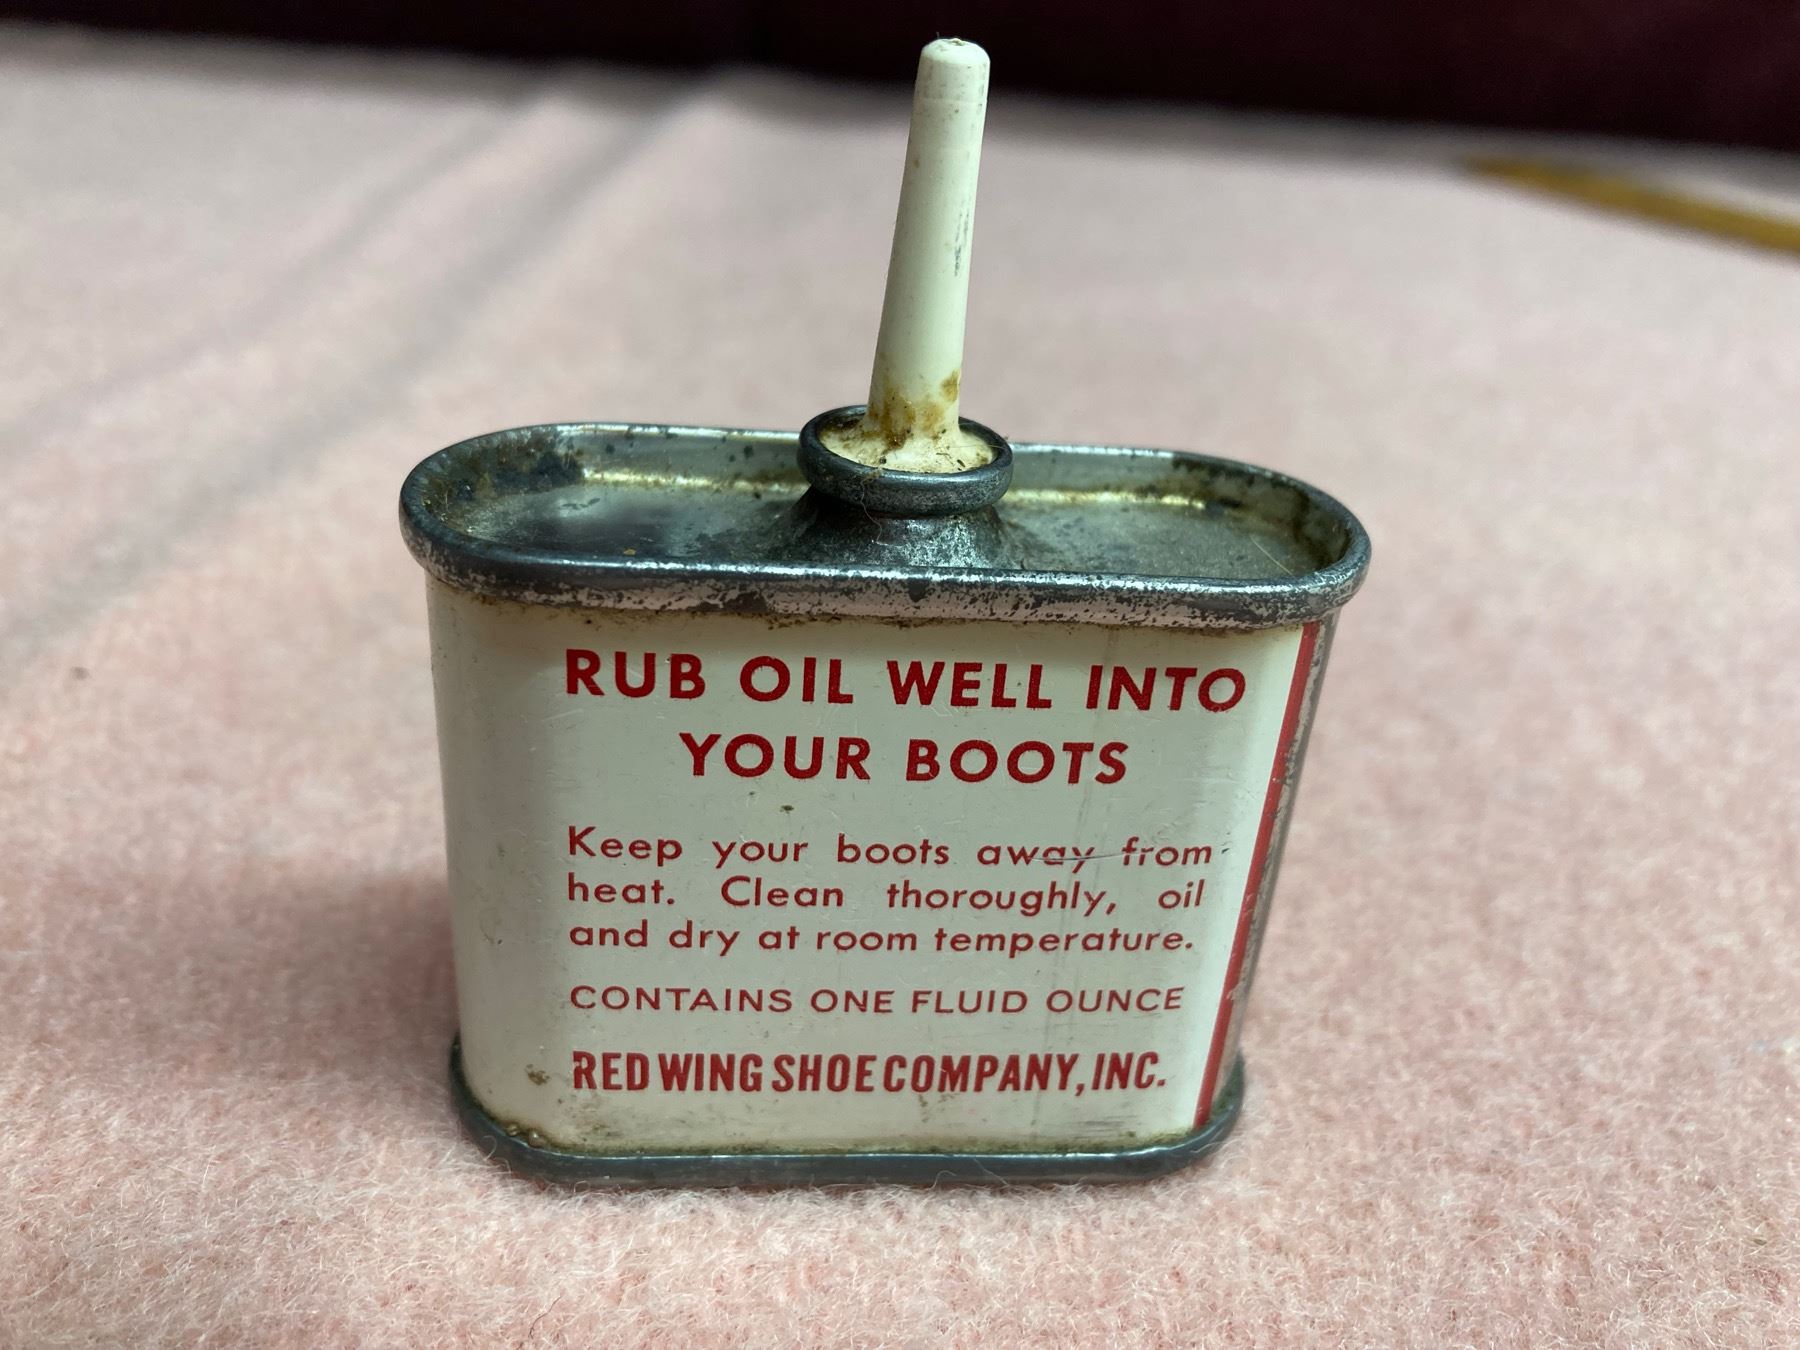 RUB OIL WELL INTO
YOUR BOOTS
Keep your boots away from
heat. Clean thoroughly, oil
and dry at room temperature.
CONTAINS ONE FLUID OUNCE
RED WING SHOE COMPANY, INC.